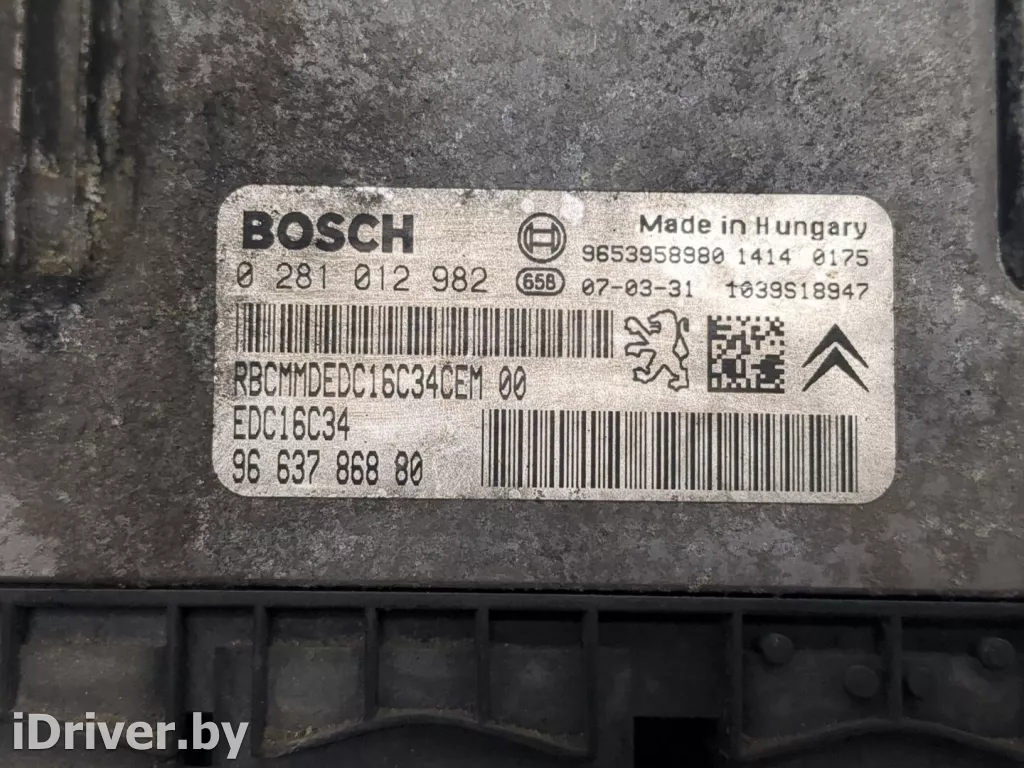 BOSCH
Made in Hungary
9653958980 1414 0175
0 281 012 982
658 07-03-31 1039S18947
RBCMMDEDC16C34CEM 00
EDC16C34
96 637 868 80
iDriver.by